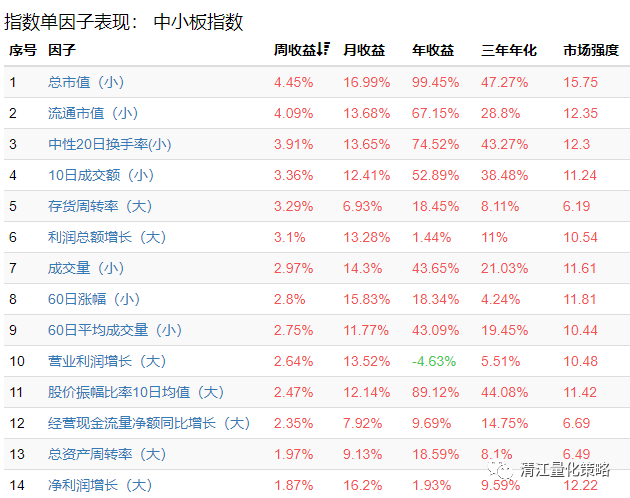 指数单因子表现： 中小板指数
序号 因子 周收益 月收益 年收益 三年年化 市场强度
1 总市值（小） 4.45% 16.99% 99.45% 47.27% 15.75
2 流通市值（小） 4.09% 13.68% 67.15% 28.8% 12.35
3 中性20日换手率(小) 3.91% 13.65% 74.52% 43.27% 12.3
4 10日成交额（小） 3.36% 12.41% 52.89% 38.48% 11.24
5 存货周转率（大） 3.29% 6.93% 18.45% 8.11% 6.19
6 利润总额增长（大） 3.1% 13.28% 1.44% 11% 10.54
7 成交量（小） 2.97% 14.3% 43.65% 21.03% 11.61
8 60日涨幅（小） 2.8% 15.83% 18.34% 4.24% 11.81
9 60日平均成交量（小） 2.75% 11.77% 43.09% 19.45% 10.44
10 营业利润增长（大） 2.64% 13.52% -4.63% 5.51% 10.48
11 股价振幅比率10日均值（大） 2.47% 12.14% 89.12% 44.08% 11.42
12 经营现金流量净额同比增长（大） 2.35% 7.92% 9.69% 14.75% 6.69
13 总资产周转率（大） 1.97% 9.13% 18.59% 8.1% 6.49
清江量化策略
14 净利润增长（大） 1.87% 16.2% 1.93% 9.59% 12.22